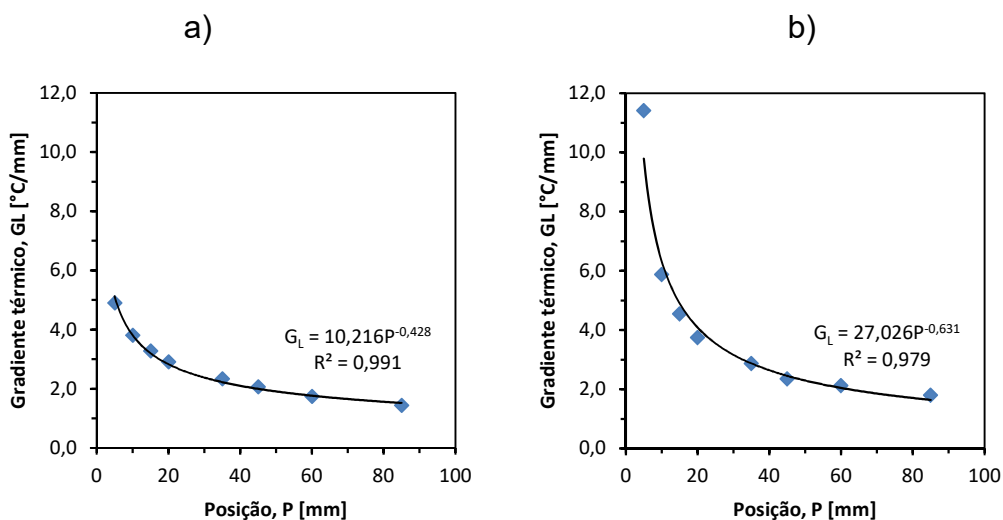 a)
b)
12,0
10,0
8,0
6,0
4,0
2,0
0,0
Gradiente térmico, GL [°C/mm]
G_L = 10,216P^-0,428
R² = 0,991
0 20 40 60 80 100
Posição, P [mm]
12,0
10,0
8,0
6,0
4,0
2,0
0,0
Gradiente térmico, GL [°C/mm]
G_L = 27,026P^-0,631
R² = 0,979
0 20 40 60 80 100
Posição, P [mm]